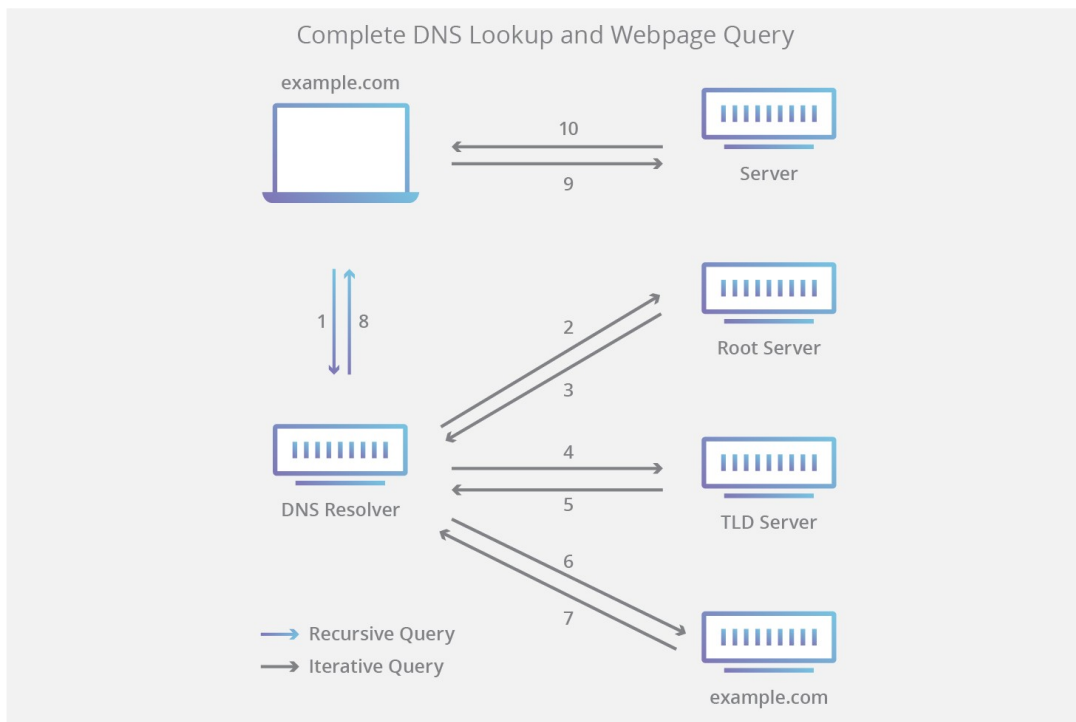 Complete DNS Lookup and Webpage Query
example.com
10
9
Server
1
8
2
3
Root Server
4
5
DNS Resolver
TLD Server
6
7
Recursive Query
Iterative Query
example.com